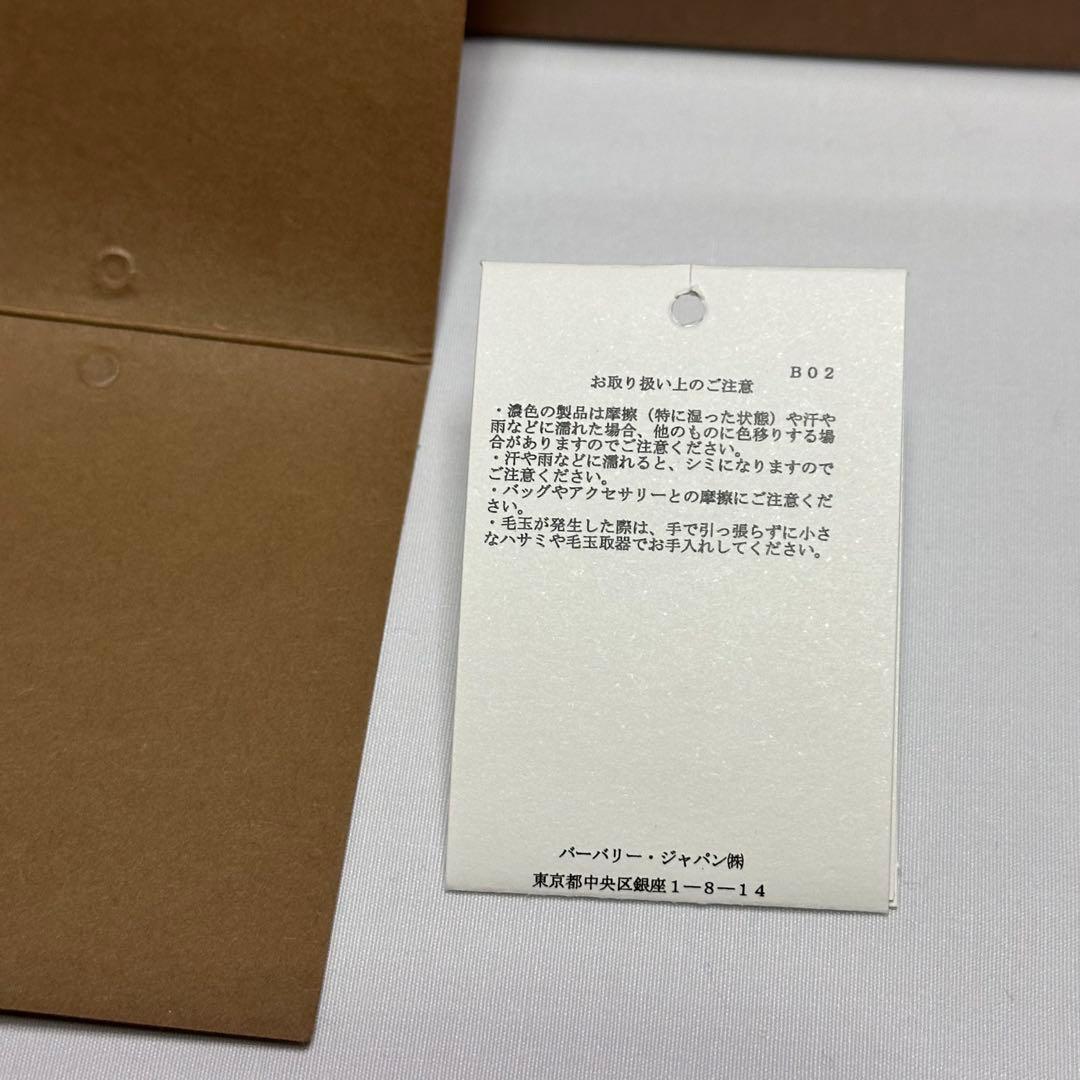 Ｂ０２
お取り扱い上のご注意
・濃色の製品は摩擦（特に湿った状態）や汗や
雨などに濡れた場合、他のものに色移りする場
合がありますのでご注意ください。
・汗や雨などに濡れると、シミになりますので
ご注意ください。
・バッグやアクセサリーとの摩擦にご注意くだ
さい。
・毛玉が発生した際は、手で引っ張らずに小さ
なハサミや毛玉取器でお手入れしてください。
バーバリー・ジャパン㈱
東京都中央区銀座１－８－１４